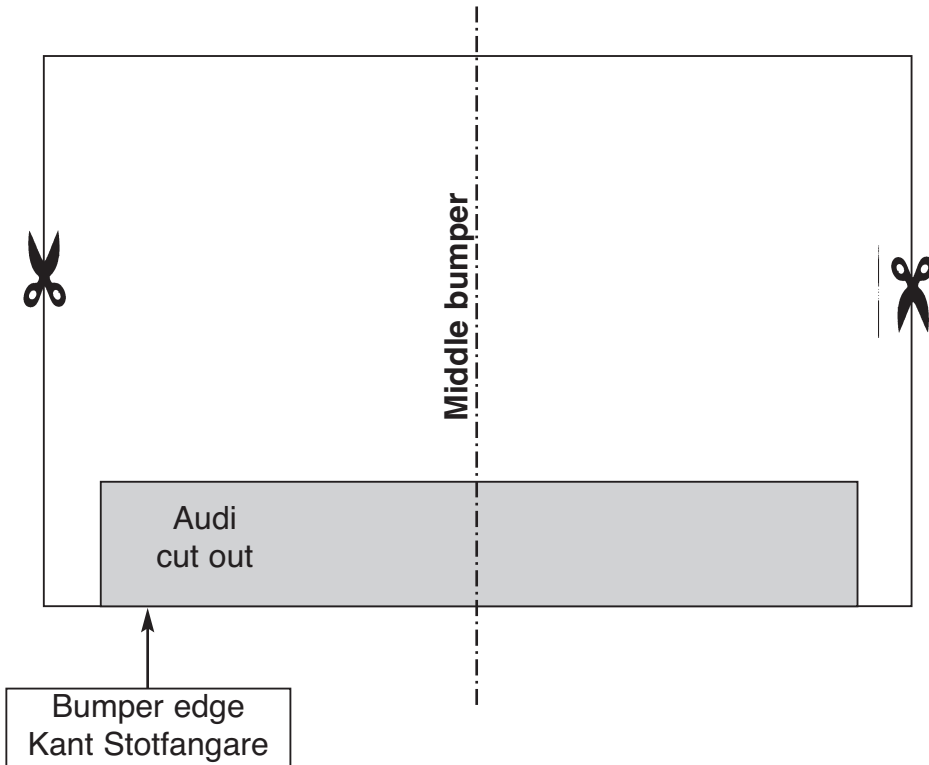 Middle bumper
Audi
cut out
Bumper edge
Kant Stotfangare